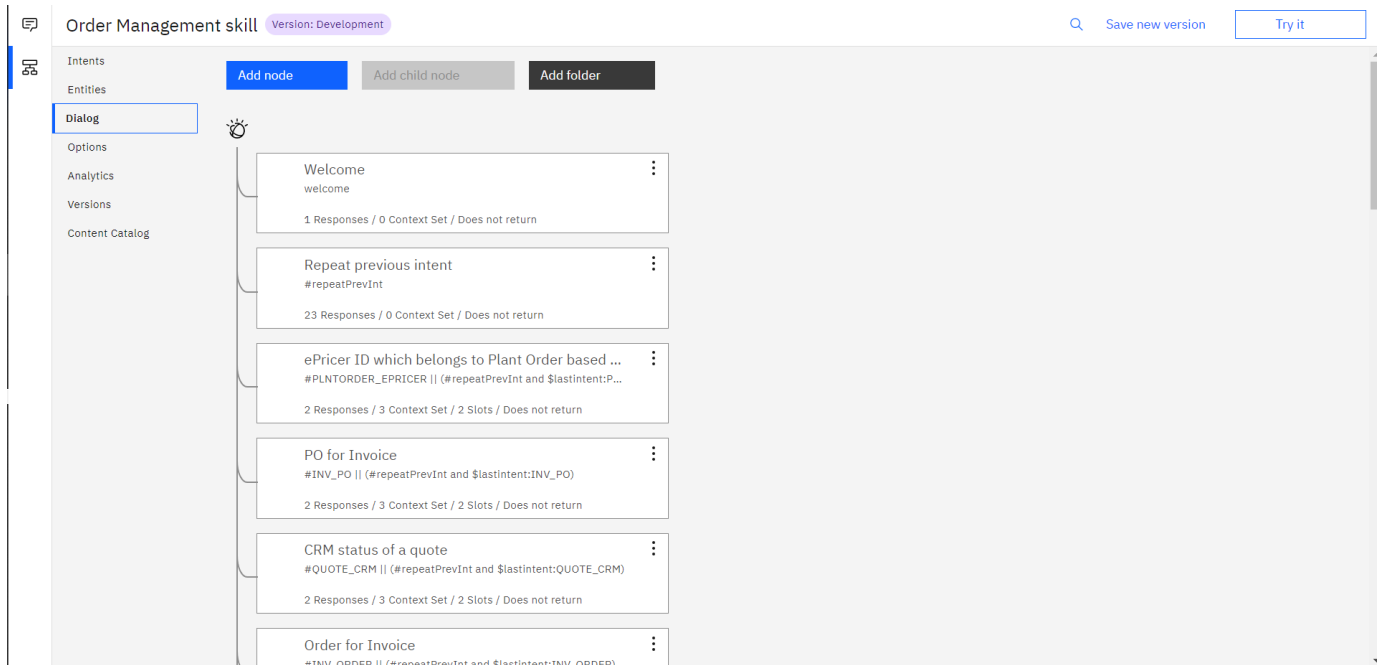 Order Management skill Version: Development
Save new version
Try it
Intents
Entities
Dialog
Options
Analytics
Versions
Content Catalog
Add node
Add child node
Add folder
Welcome
welcome
1 Responses / 0 Context Set / Does not return
Repeat previous intent
#repeatPrevInt
23 Responses / 0 Context Set / Does not return
ePricer ID which belongs to Plant Order based ...
#PLNTORDER_EPRICER || (#repeatPrevInt and $lastintent:P...
2 Responses / 3 Context Set / 2 Slots / Does not return
PO for Invoice
#INV_PO || (#repeatPrevInt and $lastintent:INV_PO)
2 Responses / 3 Context Set / 2 Slots / Does not return
CRM status of a quote
#QUOTE_CRM || (#repeatPrevInt and $lastintent:QUOTE_CRM)
2 Responses / 3 Context Set / 2 Slots / Does not return
Order for Invoice
#INV_ORDER || (#repeatPrevInt and $lastintent:INV_ORDER)